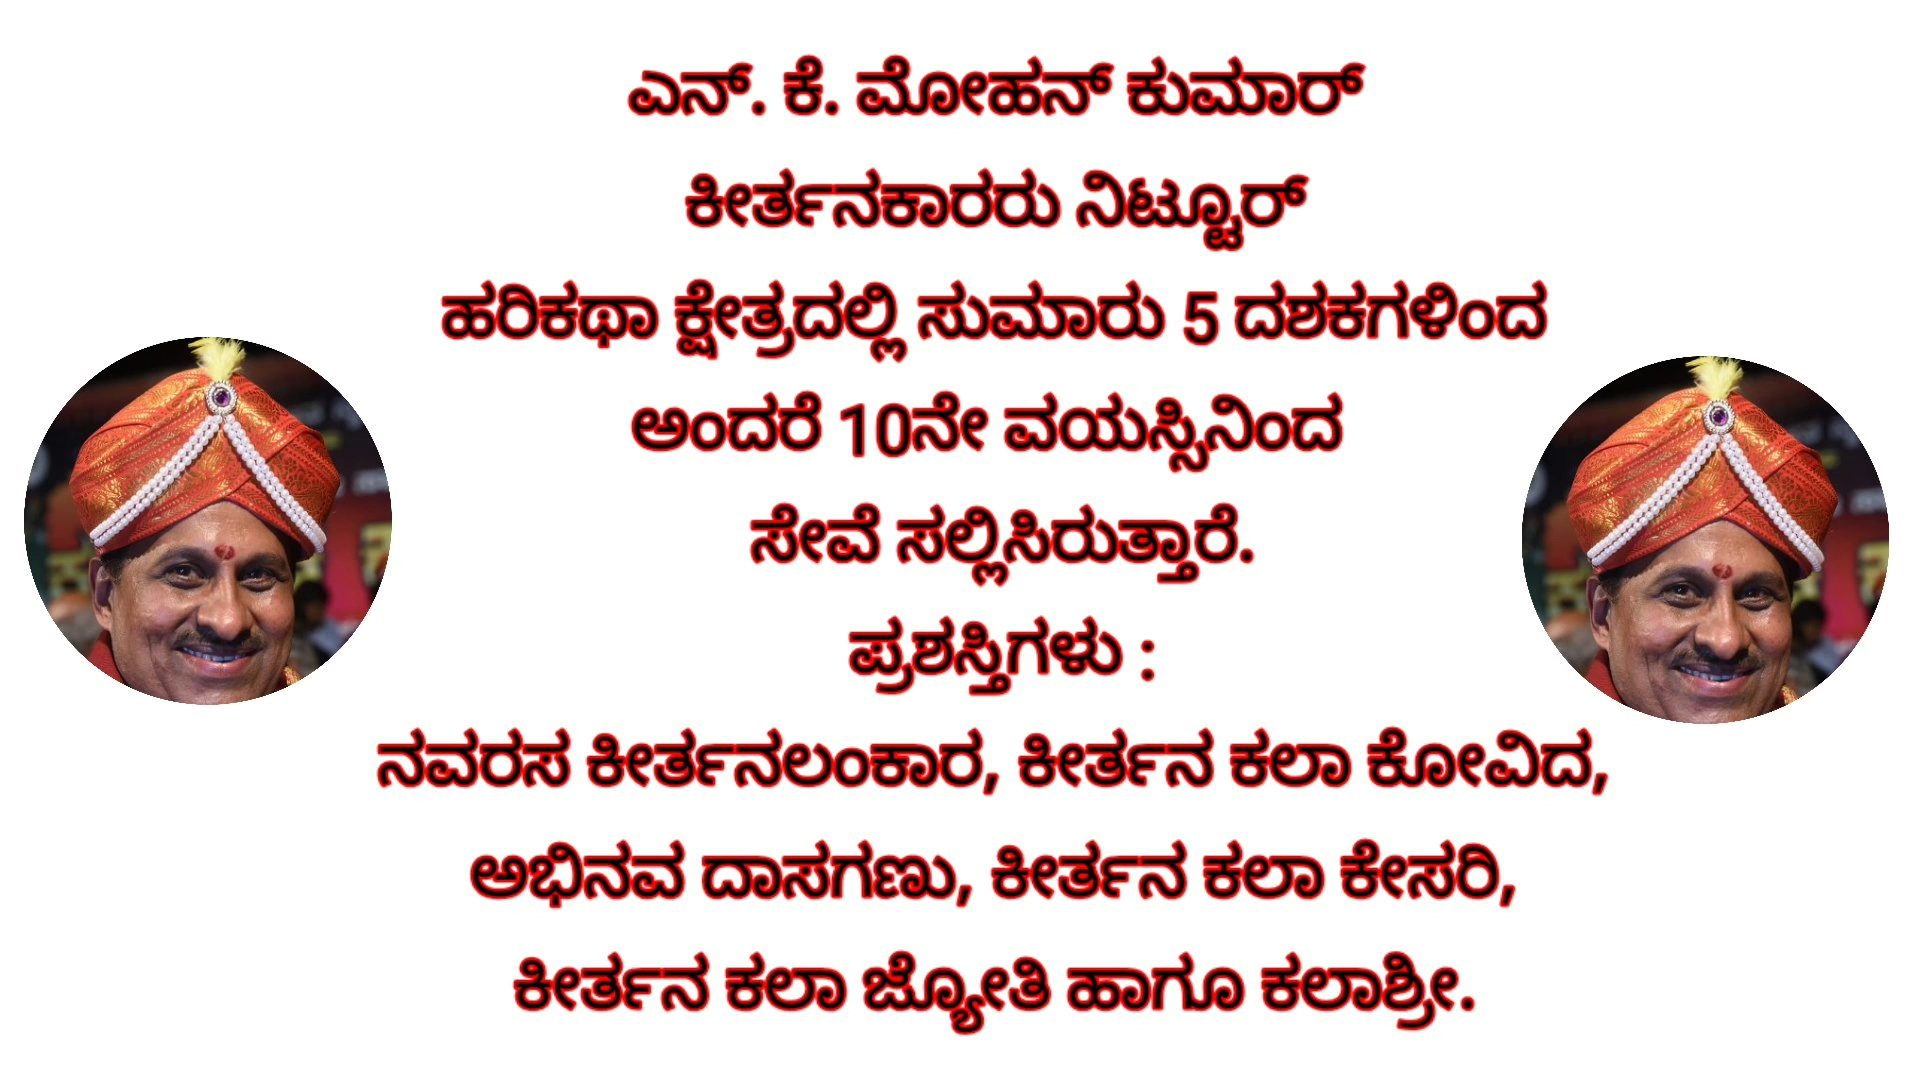 ಎನ್. ಕೆ. ಮೋಹನ್ ಕುಮಾರ್
ಕೀರ್ತನಕಾರರು ನಿಟ್ಟೂರ್
ಹರಿಕಥಾ ಕ್ಷೇತ್ರದಲ್ಲಿ ಸುಮಾರು 5 ದಶಕಗಳಿಂದ
ಅಂದರೆ 10ನೇ ವಯಸ್ಸಿನಿಂದ
ಸೇವೆ ಸಲ್ಲಿಸಿರುತ್ತಾರೆ.
ಪ್ರಶಸ್ತಿಗಳು :
ನವರಸ ಕೀರ್ತನಲಂಕಾರ, ಕೀರ್ತನ ಕಲಾ ಕೋವಿದ,
ಅಭಿನವ ದಾಸಗಣು, ಕೀರ್ತನ ಕಲಾ ಕೇಸರಿ,
ಕೀರ್ತನ ಕಲಾ ಜ್ಯೋತಿ ಹಾಗೂ ಕಲಾಶ್ರೀ.